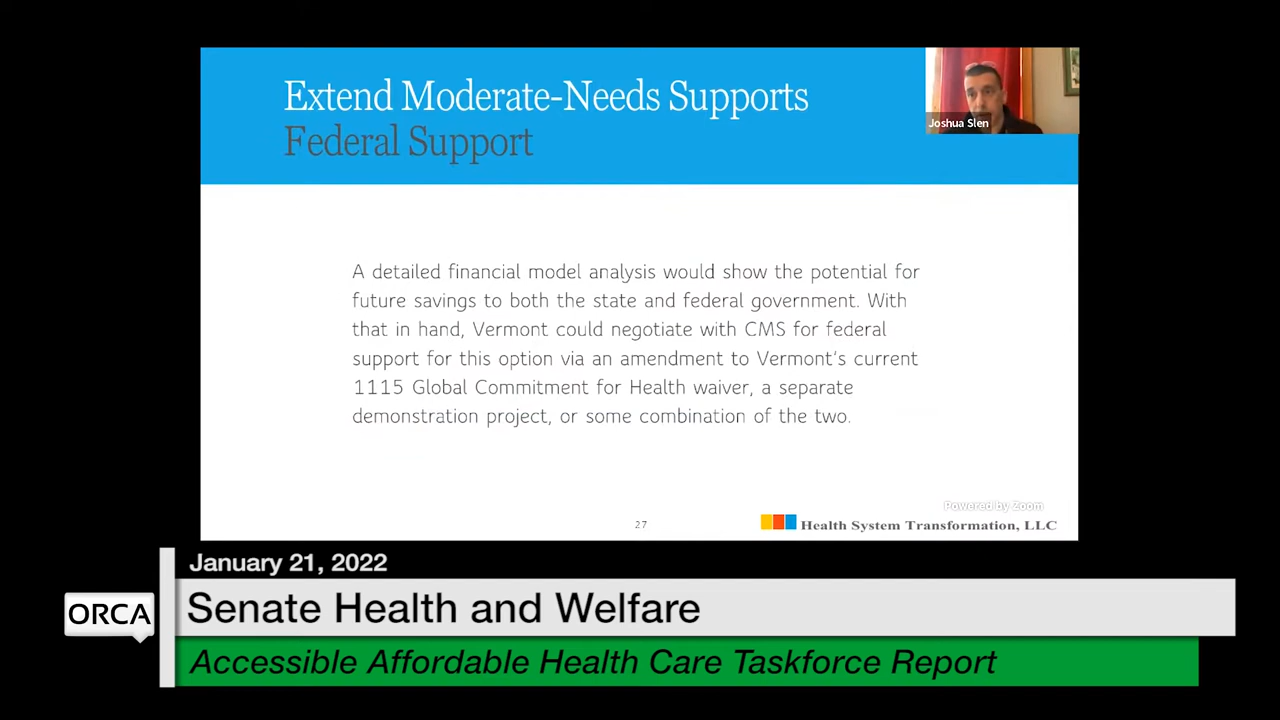 Extend Moderate-Needs Supports
Federal Support
Joshua Slen
A detailed financial model analysis would show the potential for
future savings to both the state and federal government. With
that in hand, Vermont could negotiate with CMS for federal
support for this option via an amendment to Vermont's current
1115 Global Commitment for Health waiver, a separate
demonstration project, or some combination of the two.
Powered by Zoom
27
Health System Transformation, LLC
January 21, 2022
ORCA
Senate Health and Welfare
Accessible Affordable Health Care Taskforce Report